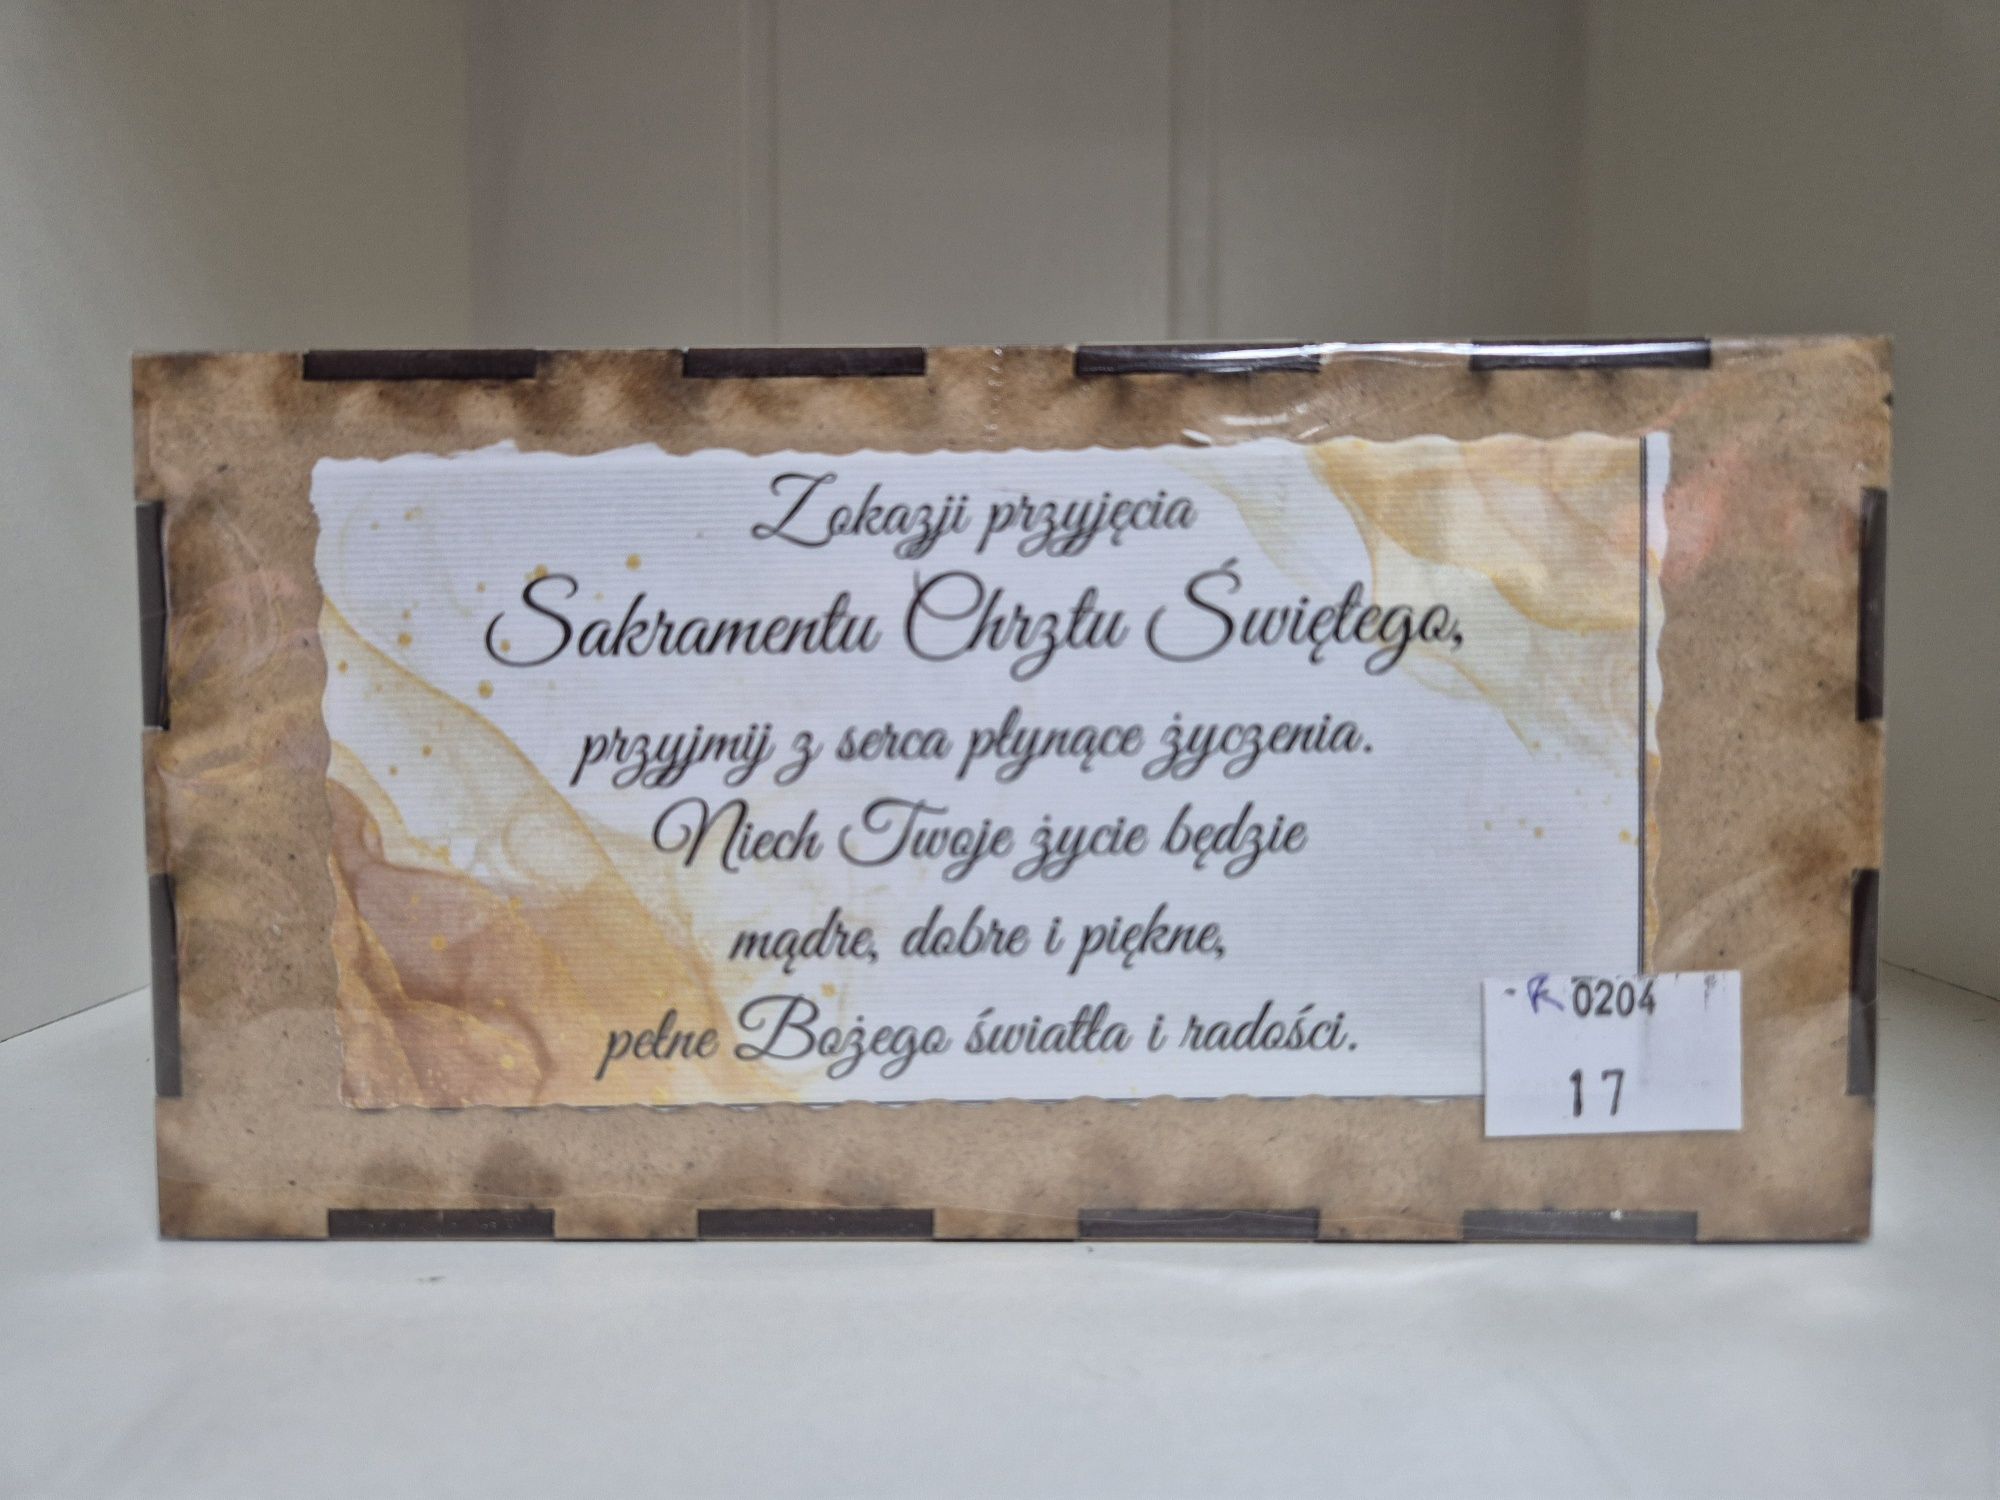 Z okazji przyjęcia
Sakramentu Chrztu Świętego,
przyjmij z serca płynące życzenia.
Niech Twoje życie będzie
mądre, dobre i piękne,
pełne Bożego światła i radości.
R 0204
17